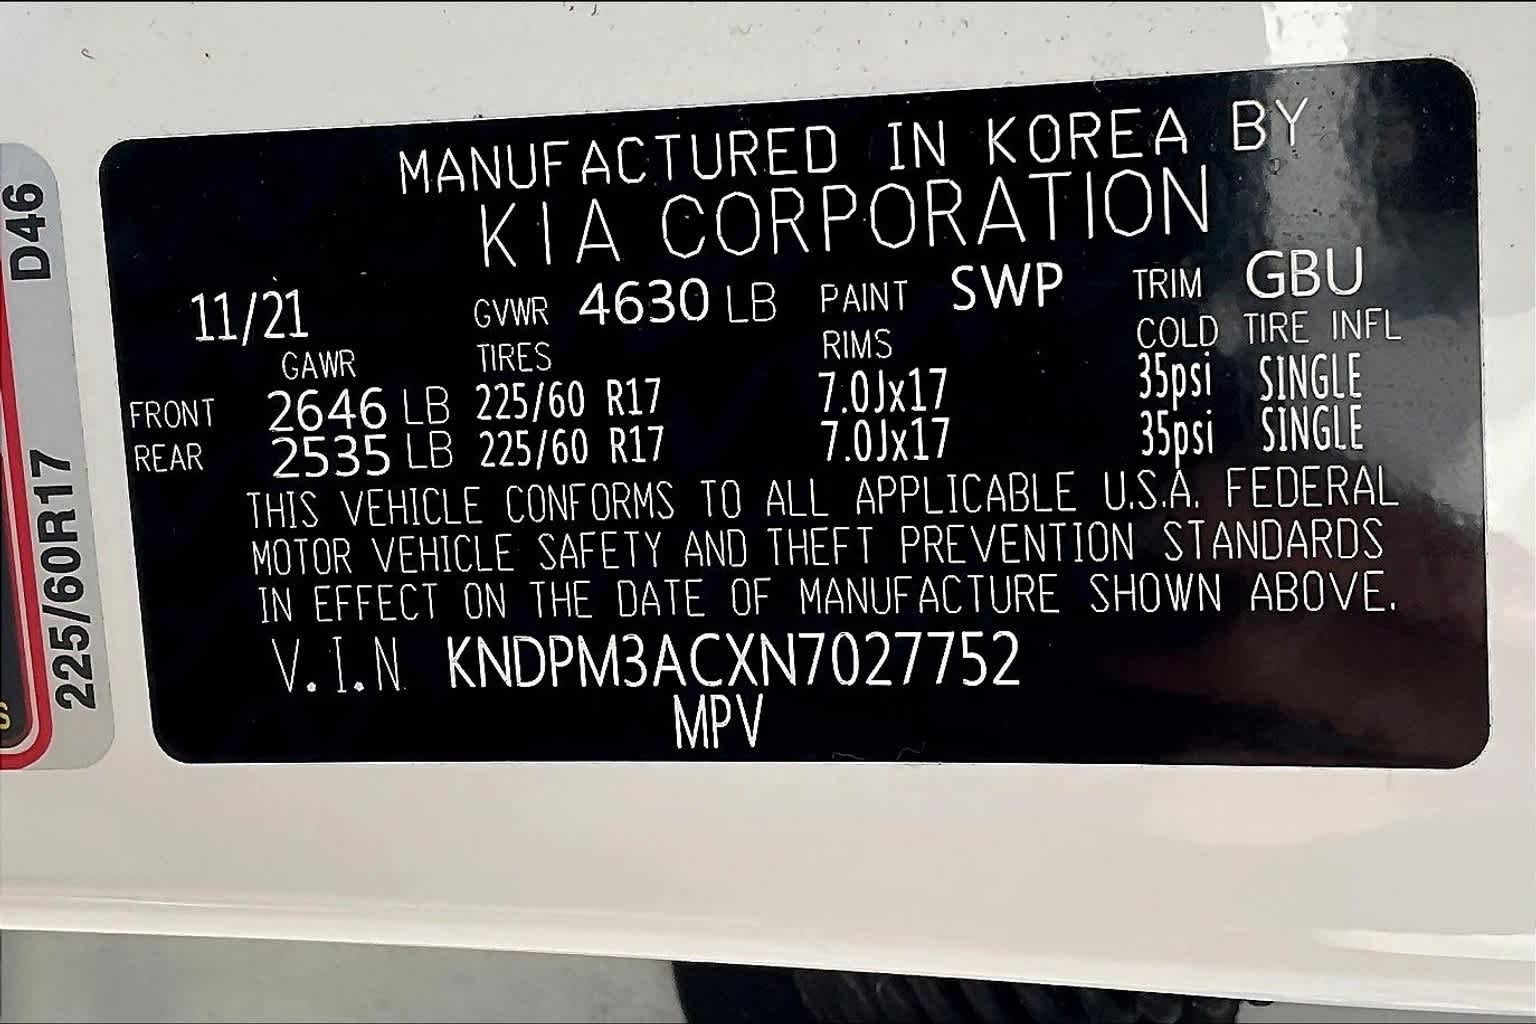 MANUFACTURED IN KOREA BY
KIA CORPORATION
11/21 GVWR 4630 LB PAINT SWP TRIM GBU
GAWR TIRES RIMS COLD TIRE INFL
FRONT 2646 LB 225/60 R17 7.0Jx17 35psi SINGLE
REAR 2535 LB 225/60 R17 7.0Jx17 35psi SINGLE
THIS VEHICLE CONFORMS TO ALL APPLICABLE U.S.A. FEDERAL
MOTOR VEHICLE SAFETY AND THEFT PREVENTION STANDARDS
IN EFFECT ON THE DATE OF MANUFACTURE SHOWN ABOVE.
V.I.N KNDPM3ACXN7027752
MPV
225/60R17 D46